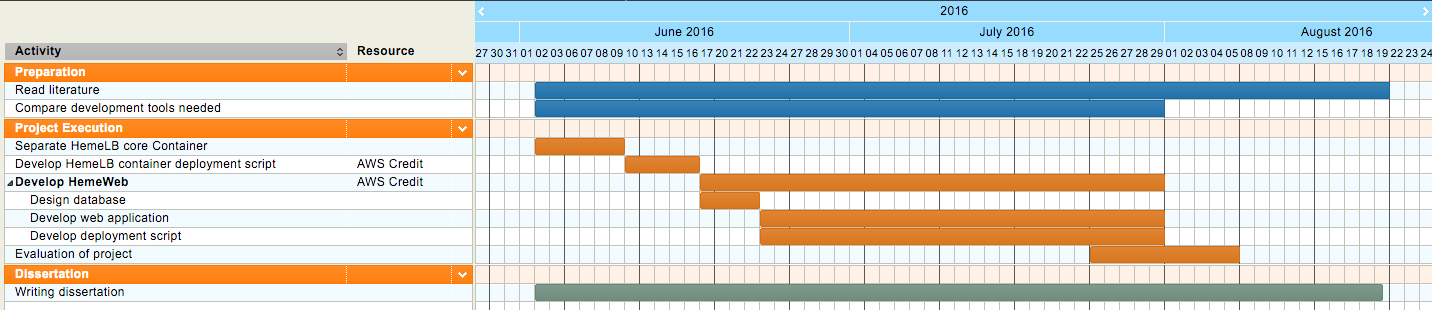 2016
June 2016 July 2016 August 2016
Activity Resource 27 30 31 01 02 03 06 07 08 09 10 13 14 15 16 17 20 21 22 23 24 27 28 29 30 01 04 05 06 07 08 11 12 13 14 15 18 19 20 21 22 25 26 27 28 29 01 02 03 04 05 08 09 10 11 12 15 16 17 18 19 22 23 24
Preparation
Read literature
Compare development tools needed
Project Execution
Separate HemeLB core Container
Develop HemeLB container deployment script AWS Credit
Develop HemeWeb AWS Credit
Design database
Develop web application
Develop deployment script
Evaluation of project
Dissertation
Writing dissertation